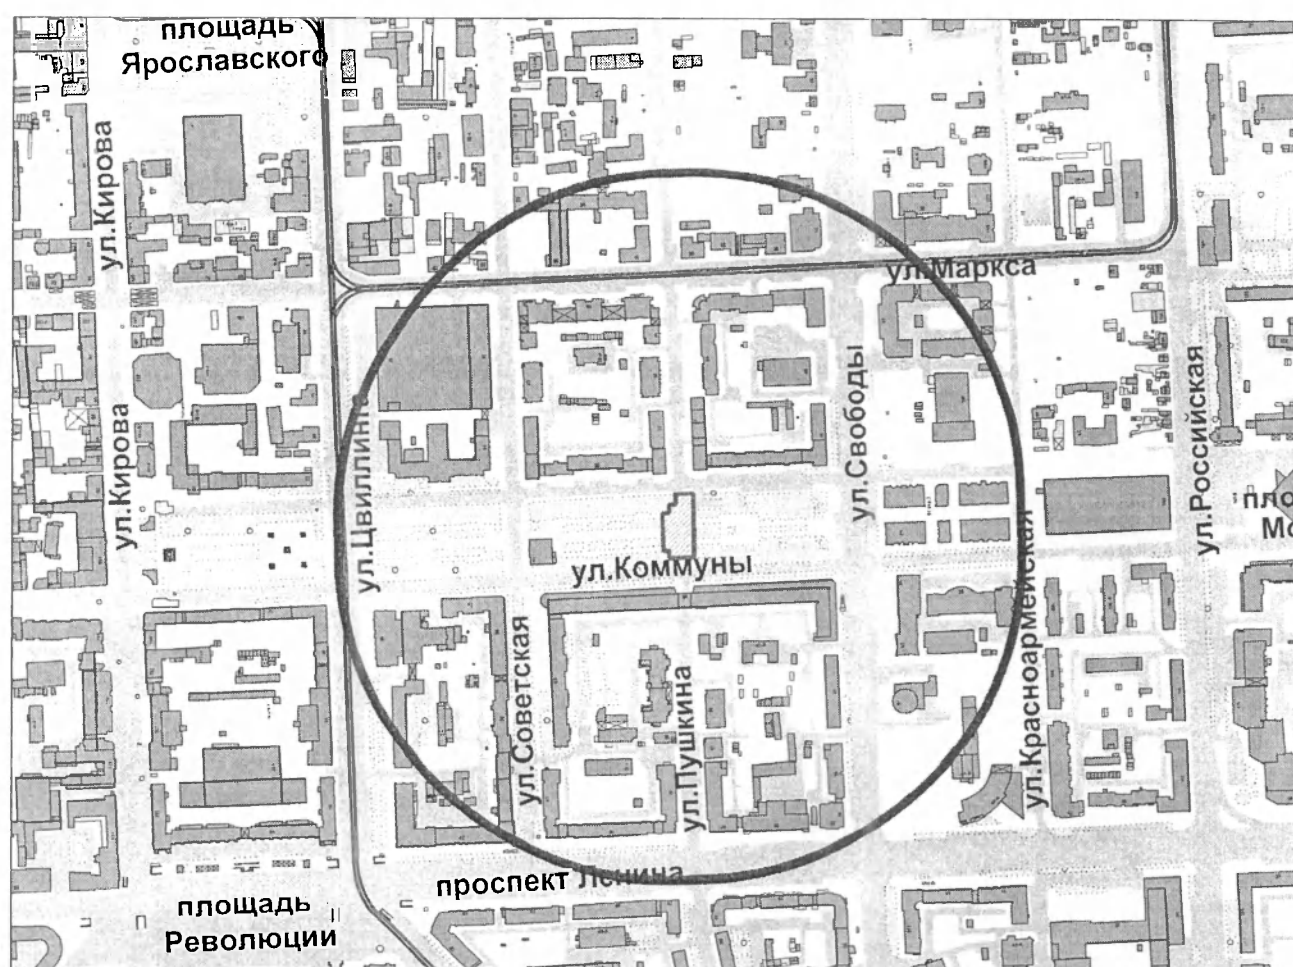 площадь
Ярославского
ул.Кирова
ул.Маркса
ул.Кирова
ул.Цвиллинга
ул.Свободы
ул.Российская
ул.Коммуны
ул.Советская
ул.Пушкина
ул.Красноармейская
проспект Ленина
площадь
Революции